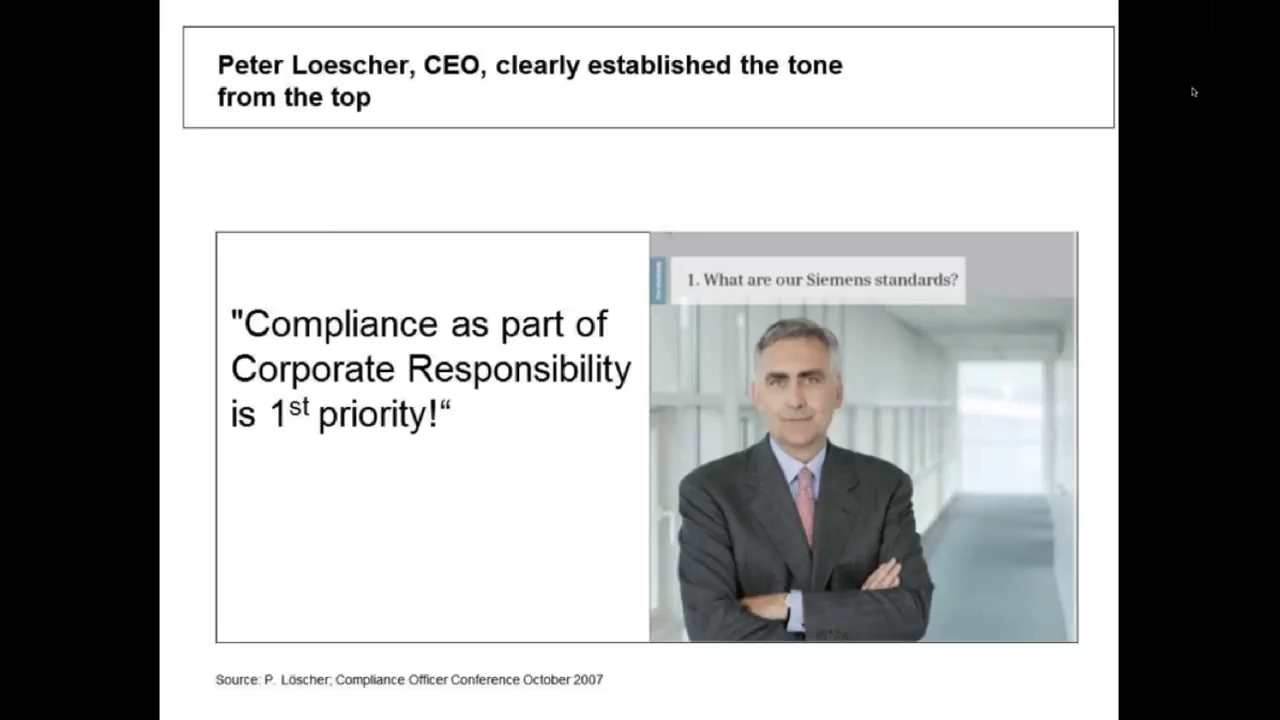 Peter Loescher, CEO, clearly established the tone
from the top
1. What are our Siemens standards?
"Compliance as part of
Corporate Responsibility
is 1st priority!“
Source: P. Löscher; Compliance Officer Conference October 2007